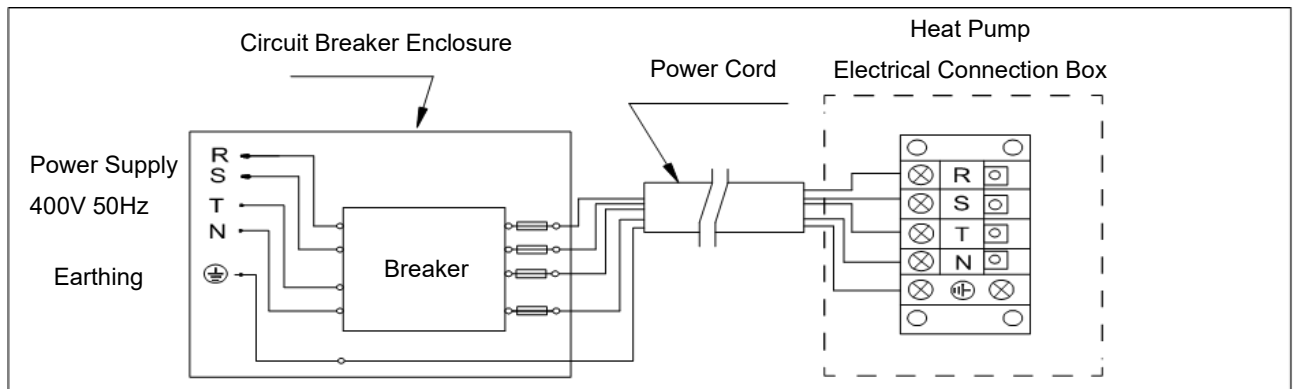 Circuit Breaker Enclosure
Power Cord
Heat Pump
Electrical Connection Box
Power Supply
400V 50Hz
Earthing
R
S
T
N
Breaker
R
S
T
N